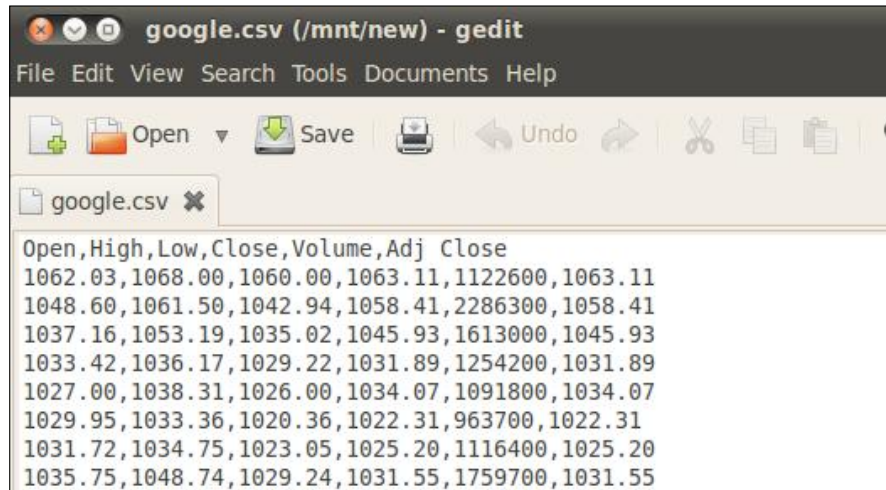 google.csv (/mnt/new) - gedit
File Edit View Search Tools Documents Help
Open Save Undo
google.csv
Open,High,Low,Close,Volume,Adj Close
1062.03,1068.00,1060.00,1063.11,1122600,1063.11
1048.60,1061.50,1042.94,1058.41,2286300,1058.41
1037.16,1053.19,1035.02,1045.93,1613000,1045.93
1033.42,1036.17,1029.22,1031.89,1254200,1031.89
1027.00,1038.31,1026.00,1034.07,1091800,1034.07
1029.95,1033.36,1020.36,1022.31,963700,1022.31
1031.72,1034.75,1023.05,1025.20,1116400,1025.20
1035.75,1048.74,1029.24,1031.55,1759700,1031.55